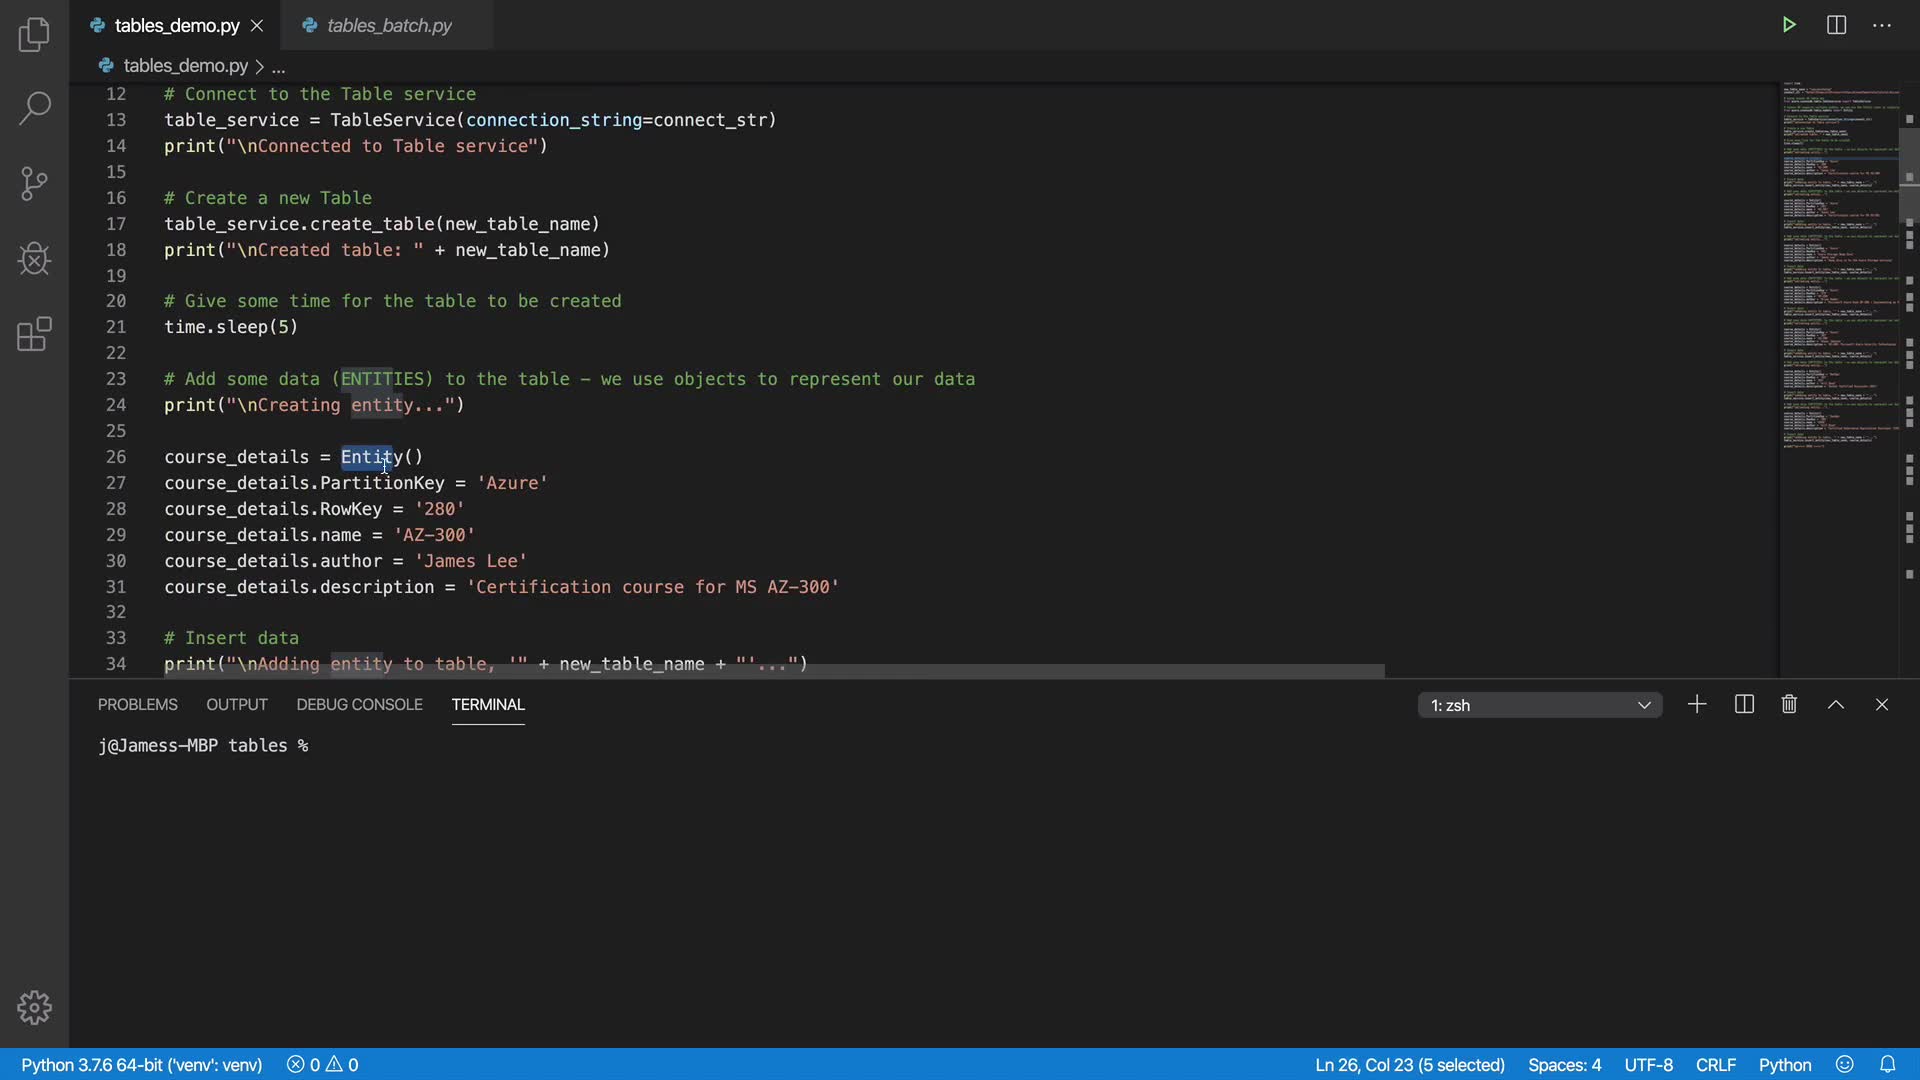 tables_demo.py
tables_batch.py
tables_demo.py > ...
12 # Connect to the Table service
13 table_service = TableService(connection_string=connect_str)
14 print("\nConnected to Table service")
15
16 # Create a new Table
17 table_service.create_table(new_table_name)
18 print("\nCreated table: " + new_table_name)
19
20 # Give some time for the table to be created
21 time.sleep(5)
22
23 # Add some data (ENTITIES) to the table – we use objects to represent our data
24 print("\nCreating entity...")
25
26 course_details = Entity()
27 course_details.PartitionKey = 'Azure'
28 course_details.RowKey = '280'
29 course_details.name = 'AZ-300'
30 course_details.author = 'James Lee'
31 course_details.description = 'Certification course for MS AZ-300'
32
33 # Insert data
34 print("\nAdding entity to table, '" + new_table_name + "'...")
PROBLEMS OUTPUT DEBUG CONSOLE TERMINAL 1: zsh
j@Jamess-MBP tables %
Python 3.7.6 64-bit ('venv': venv) 0 0 Ln 26, Col 23 (5 selected) Spaces: 4 UTF-8 CRLF Python